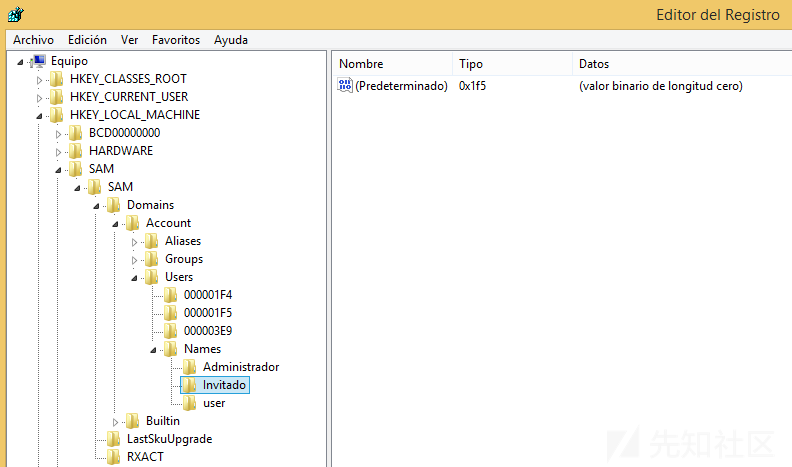 Editor del Registro
Archivo Edición Ver Favoritos Ayuda
Equipo
HKEY_CLASSES_ROOT
HKEY_CURRENT_USER
HKEY_LOCAL_MACHINE
BCD00000000
HARDWARE
SAM
SAM
Domains
Account
Aliases
Groups
Users
000001F4
000001F5
000003E9
Names
Administrador
Invitado
user
Builtin
LastSkuUpgrade
RXACT
Nombre Tipo Datos
(Predeterminado) 0x1f5 (valor binario de longitud cero)
先知社区